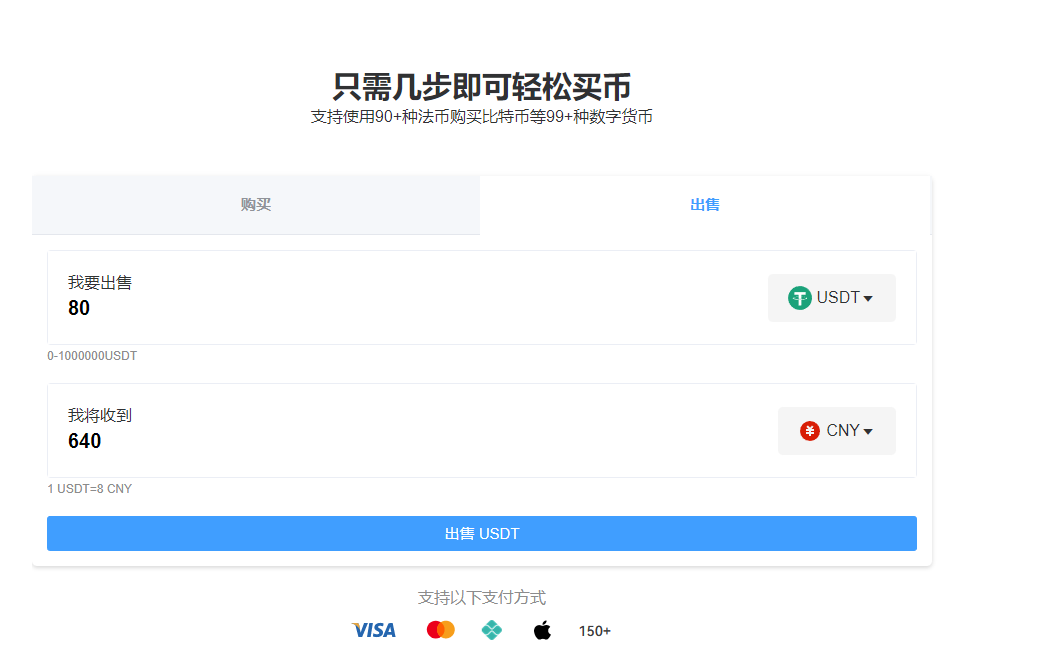 只需几步即可轻松买币
支持使用90+种法币购买比特币等99+种数字货币
购买
出售
我要出售
80
USDT
0-1000000USDT
我将收到
640
CNY
1 USDT=8 CNY
出售 USDT
支持以下支付方式
VISA
150+